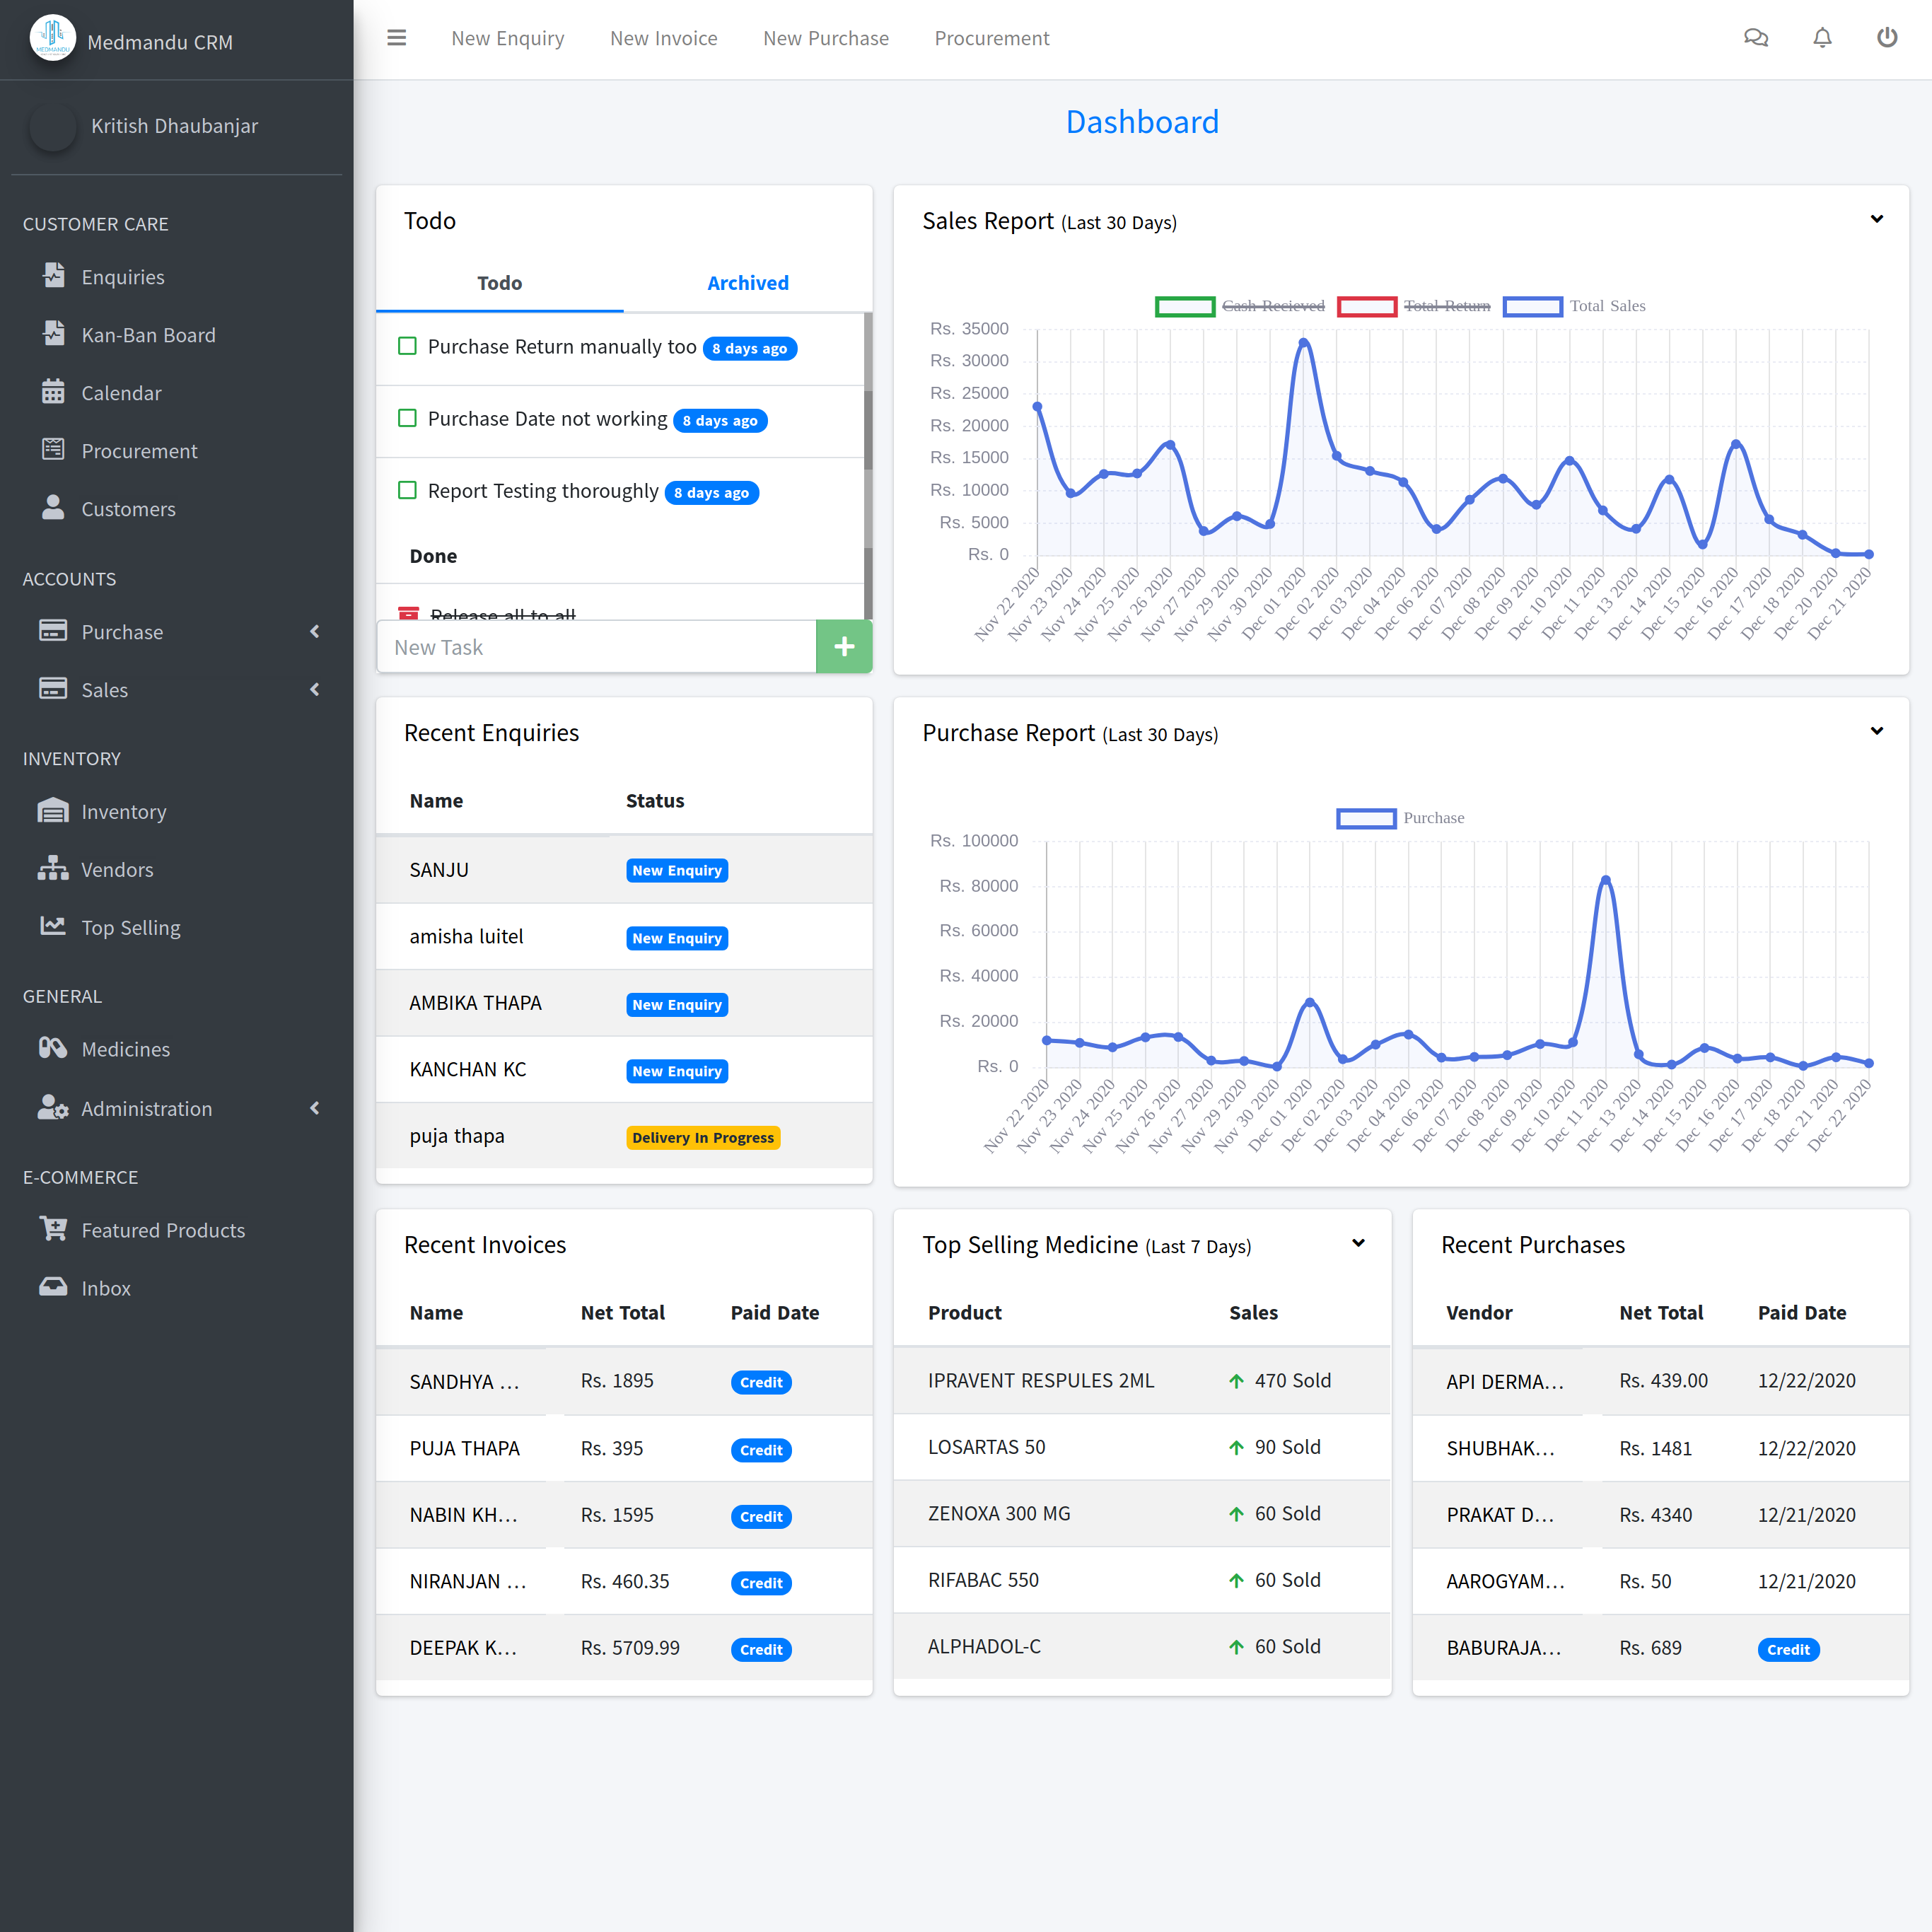 MEDMANDU
Medmandu CRM
New Enquiry New Invoice New Purchase Procurement
Kritish Dhaubanjar
CUSTOMER CARE
Enquiries
Kan-Ban Board
Calendar
Procurement
Customers
ACCOUNTS
Purchase
Sales
INVENTORY
Inventory
Vendors
Top Selling
GENERAL
Medicines
Administration
E-COMMERCE
Featured Products
Inbox
Dashboard
Todo
Todo Archived
Purchase Return manually too 8 days ago
Purchase Date not working 8 days ago
Report Testing thoroughly 8 days ago
Done
Release all to all
New Task
Sales Report (Last 30 Days)
Cash Recieved Total Return Total Sales
Rs. 35000
Rs. 30000
Rs. 25000
Rs. 20000
Rs. 15000
Rs. 10000
Rs. 5000
Rs. 0
Nov 22 2020
Nov 23 2020
Nov 24 2020
Nov 25 2020
Nov 26 2020
Nov 27 2020
Nov 29 2020
Nov 30 2020
Dec 01 2020
Dec 02 2020
Dec 03 2020
Dec 04 2020
Dec 06 2020
Dec 07 2020
Dec 08 2020
Dec 09 2020
Dec 10 2020
Dec 11 2020
Dec 13 2020
Dec 14 2020
Dec 15 2020
Dec 16 2020
Dec 17 2020
Dec 18 2020
Dec 20 2020
Dec 21 2020
Recent Enquiries
Name Status
SANJU New Enquiry
amisha luitel New Enquiry
AMBIKA THAPA New Enquiry
KANCHAN KC New Enquiry
puja thapa Delivery In Progress
Purchase Report (Last 30 Days)
Purchase
Rs. 100000
Rs. 80000
Rs. 60000
Rs. 40000
Rs. 20000
Rs. 0
Nov 22 2020
Nov 23 2020
Nov 24 2020
Nov 25 2020
Nov 26 2020
Nov 27 2020
Nov 29 2020
Nov 30 2020
Dec 01 2020
Dec 02 2020
Dec 03 2020
Dec 04 2020
Dec 06 2020
Dec 07 2020
Dec 08 2020
Dec 09 2020
Dec 10 2020
Dec 11 2020
Dec 13 2020
Dec 14 2020
Dec 15 2020
Dec 16 2020
Dec 17 2020
Dec 18 2020
Dec 21 2020
Dec 22 2020
Recent Invoices
Name Net Total Paid Date
SANDHYA ... Rs. 1895 Credit
PUJA THAPA Rs. 395 Credit
NABIN KH... Rs. 1595 Credit
NIRANJAN ... Rs. 460.35 Credit
DEEPAK K... Rs. 5709.99 Credit
Top Selling Medicine (Last 7 Days)
Product Sales
IPRAVENT RESPULES 2ML 470 Sold
LOSARTAS 50 90 Sold
ZENOXA 300 MG 60 Sold
RIFABAC 550 60 Sold
ALPHADOL-C 60 Sold
Recent Purchases
Vendor Net Total Paid Date
API DERMA... Rs. 439.00 12/22/2020
SHUBHAK... Rs. 1481 12/22/2020
PRAKAT D... Rs. 4340 12/21/2020
AAROGYAM... Rs. 50 12/21/2020
BABURAJA... Rs. 689 Credit